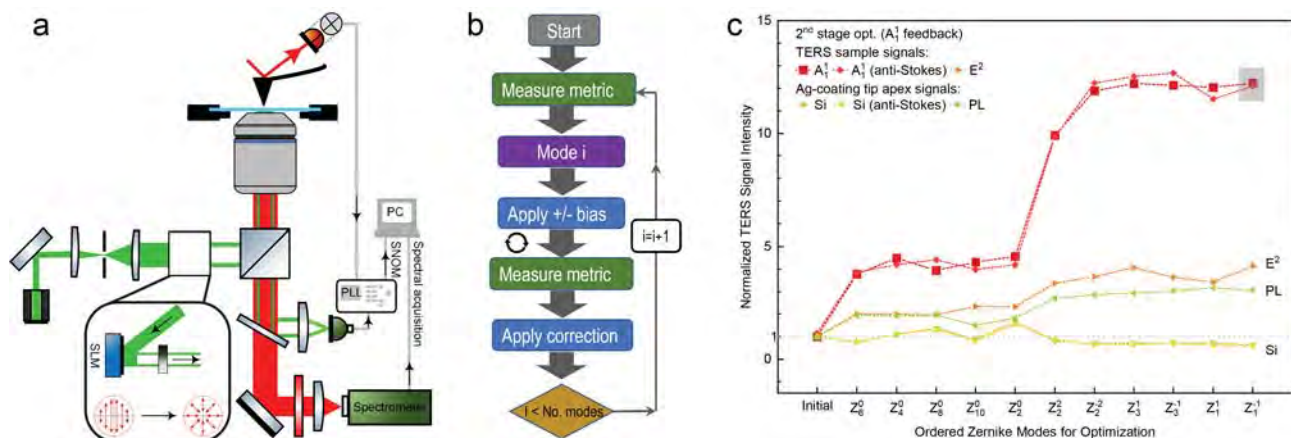 a
PC
SNOM
Spectral acquisition
PLL
SLM
Spectrometer
b
Start
Measure metric
Mode i
Apply +/- bias
i=i+1
Measure metric
Apply correction
i < No. modes
c
2nd stage opt. (A₁¹ feedback)
TERS sample signals:
A₁¹ A₁¹ (anti-Stokes) E²
Ag-coating tip apex signals:
Si Si (anti-Stokes) PL
Normalized TERS Signal Intensity
15
10
5
1
0
E²
PL
Si
Initial Z₆⁰ Z₄⁰ Z₈⁰ Z₁₀⁰ Z₂⁰ Z₂² Z₂⁻² Z₃¹ Z₃⁻¹ Z₁¹ Z₁⁻¹
Ordered Zernike Modes for Optimization